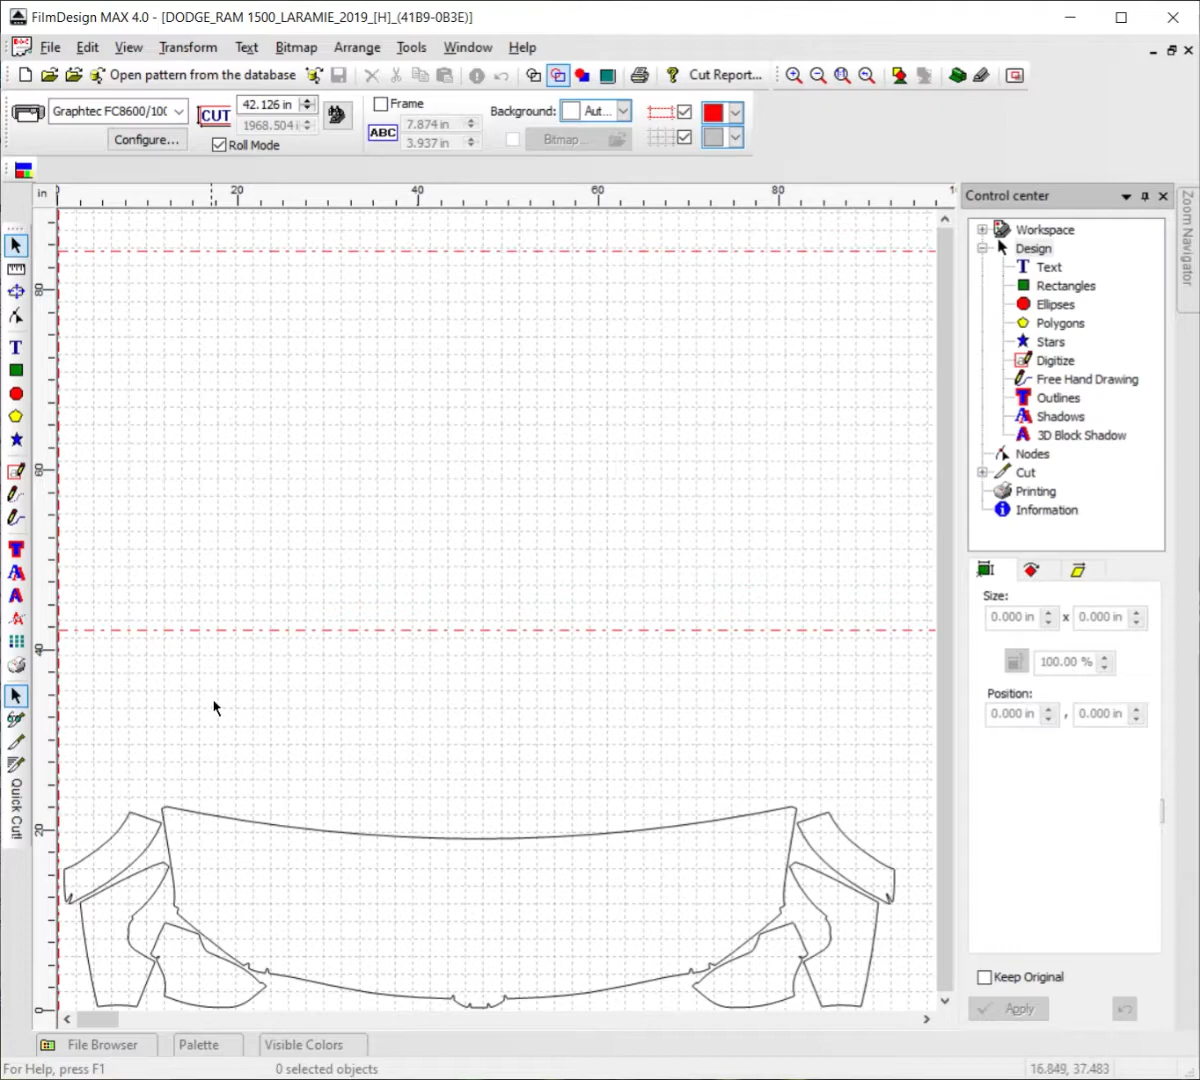 FilmDesign MAX 4.0 - [DODGE_RAM 1500_LARAMIE_2019_[H]_(41B9-0B3E)]
File Edit View Transform Text Bitmap Arrange Tools Window Help
Open pattern from the database
Cut Report...
Graphtec FC8600/10(
Configure...
CUT
42.126 in
1968.504 i
Roll Mode
Frame
ABC
7.874 in
3.937 in
Background:
Aut...
Bitmap...
in
20 40 60 80
80
60
40
20
0
Quick Cut!
Control center
Workspace
Design
Text
Rectangles
Ellipses
Polygons
Stars
Digitize
Free Hand Drawing
Outlines
Shadows
3D Block Shadow
Nodes
Cut
Printing
Information
Zoom Navigator
Size:
0.000 in x 0.000 in
100.00 %
Position:
0.000 in , 0.000 in
Keep Original
Apply
File Browser Palette Visible Colors
For Help, press F1 0 selected objects 16.849, 37.483